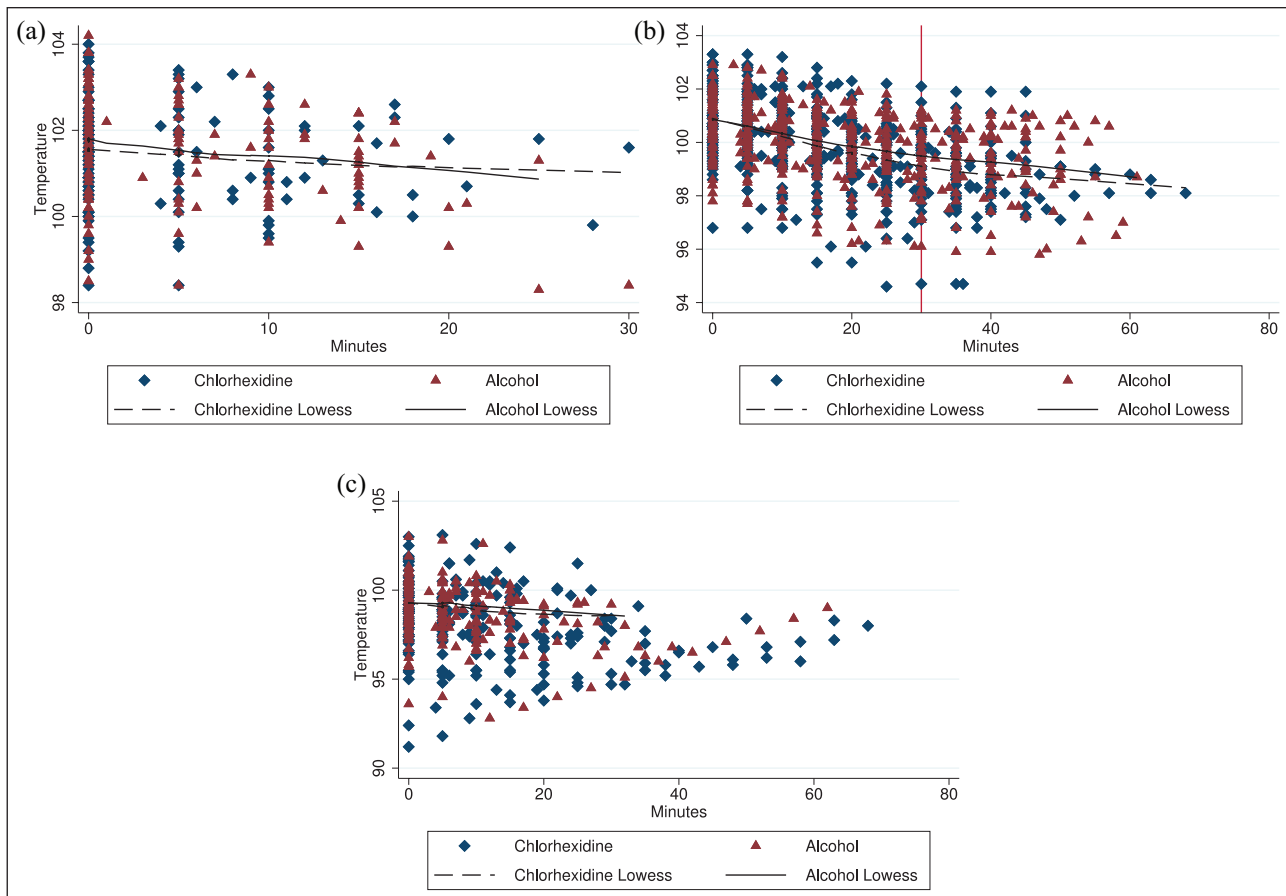 (a)
104
102
100
98
Temperature
0 10 20 30
Minutes
Chlorhexidine Alcohol
Chlorhexidine Lowess Alcohol Lowess
(b)
104
102
100
98
96
94
Temperature
0 20 40 60 80
Minutes
Chlorhexidine Alcohol
Chlorhexidine Lowess Alcohol Lowess
(c)
105
100
95
90
Temperature
0 20 40 60 80
Minutes
Chlorhexidine Alcohol
Chlorhexidine Lowess Alcohol Lowess